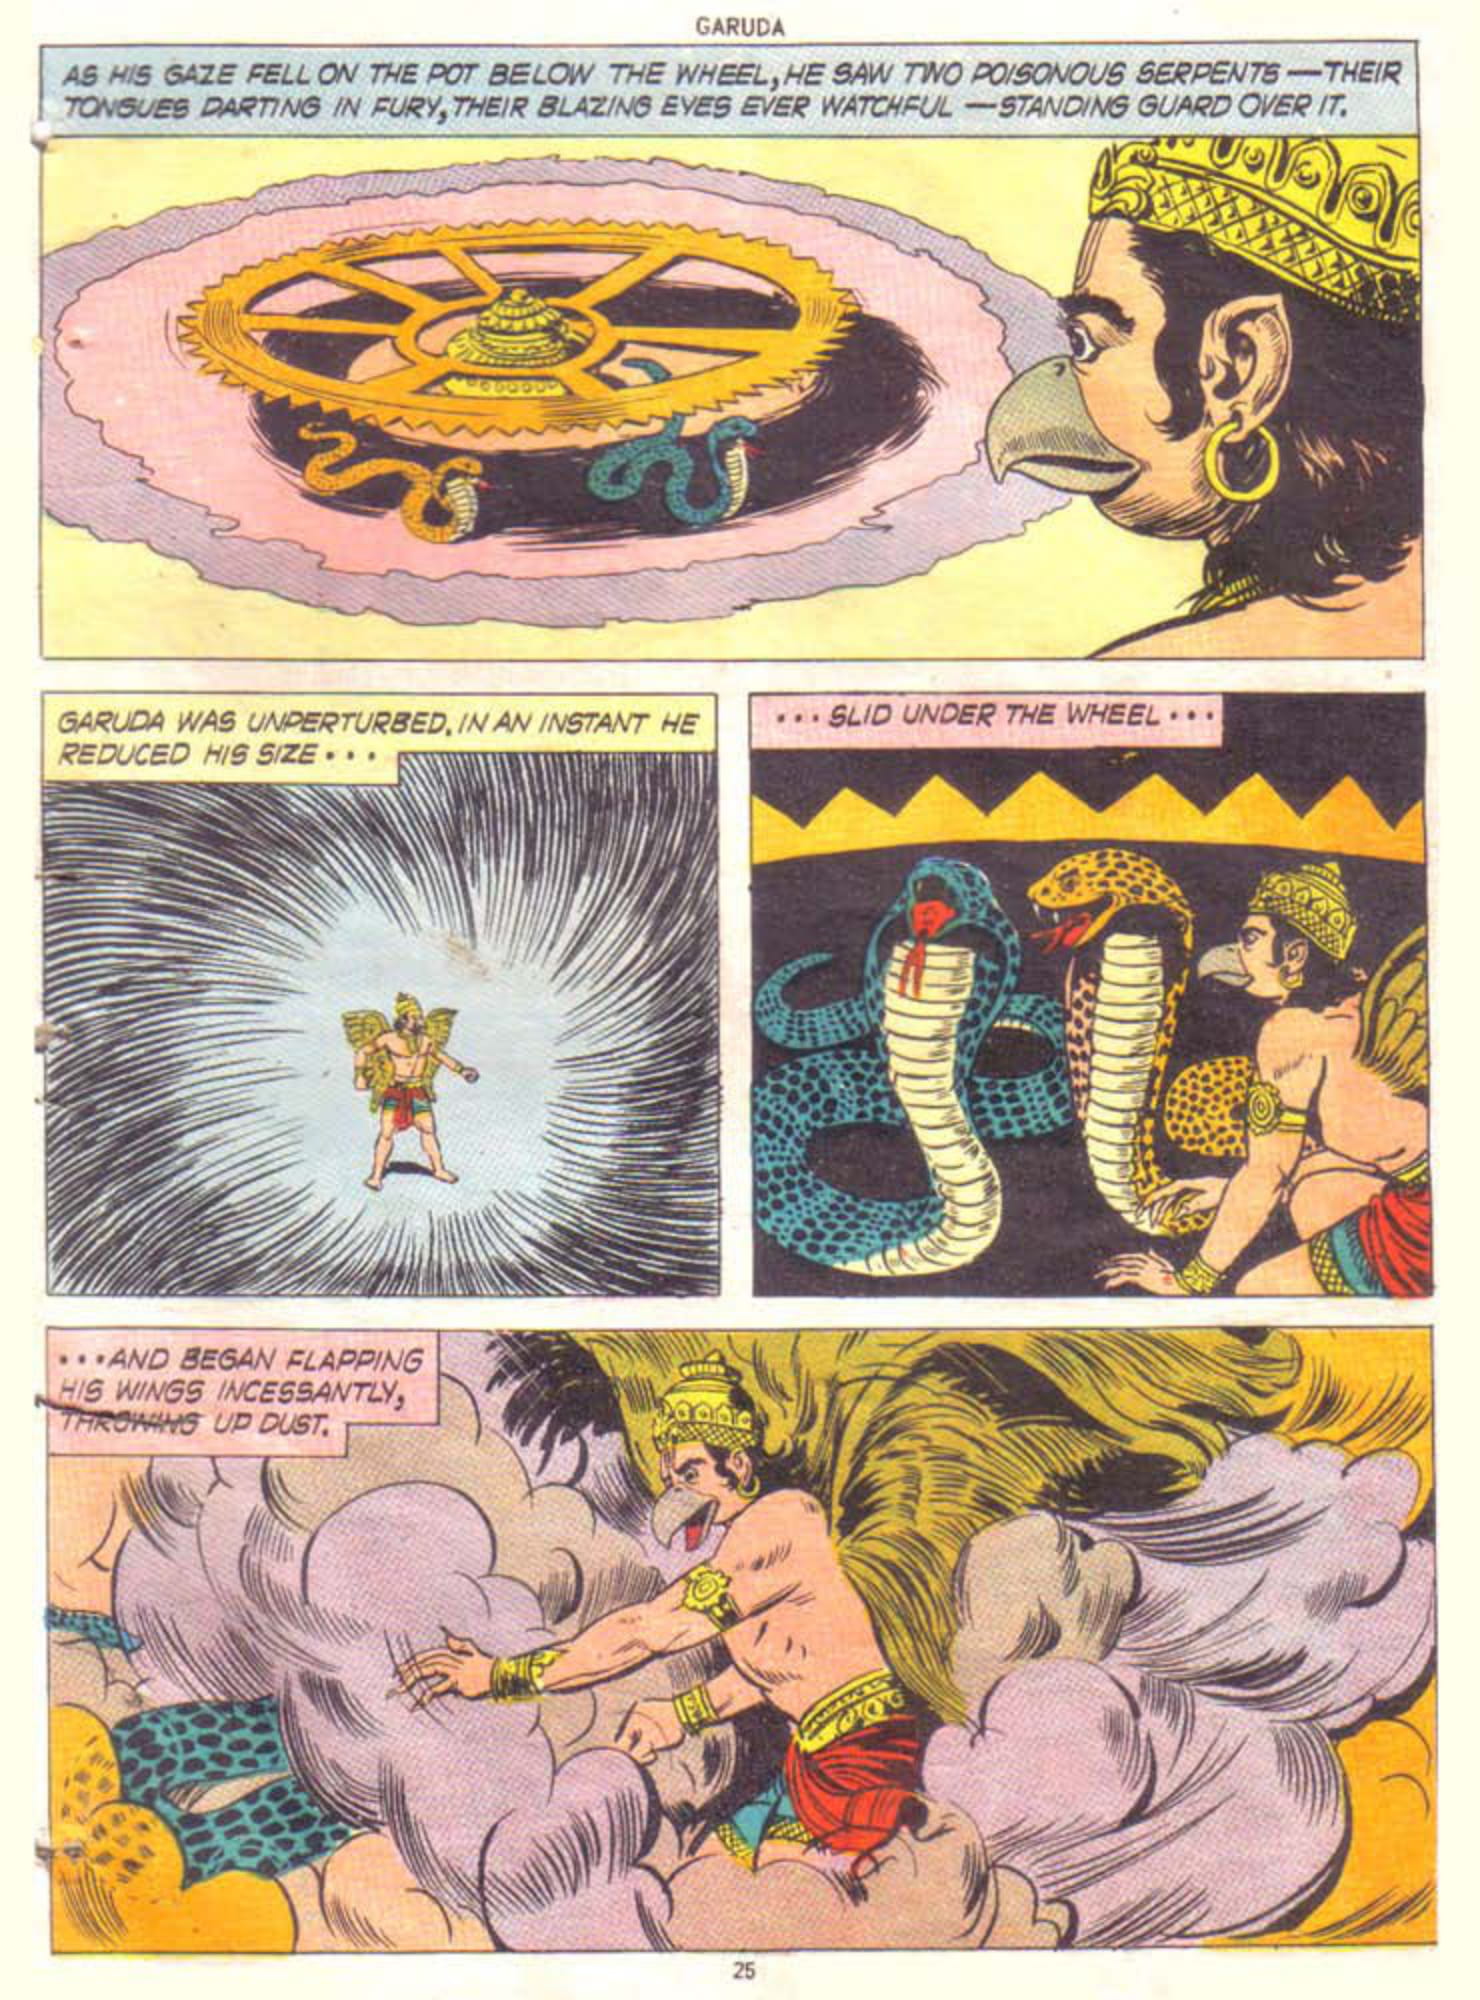 GARUDA
AS HIS GAZE FELL ON THE POT BELOW THE WHEEL, HE SAW TWO POISONOUS SERPENTS — THEIR
TONGUES DARTING IN FURY, THEIR BLAZING EYES EVER WATCHFUL — STANDING GUARD OVER IT.
GARUDA WAS UNPERTURBED. IN AN INSTANT HE
REDUCED HIS SIZE • • •
• • • SLID UNDER THE WHEEL • • •
• • • AND BEGAN FLAPPING
HIS WINGS INCESSANTLY,
THROWING UP DUST.
25